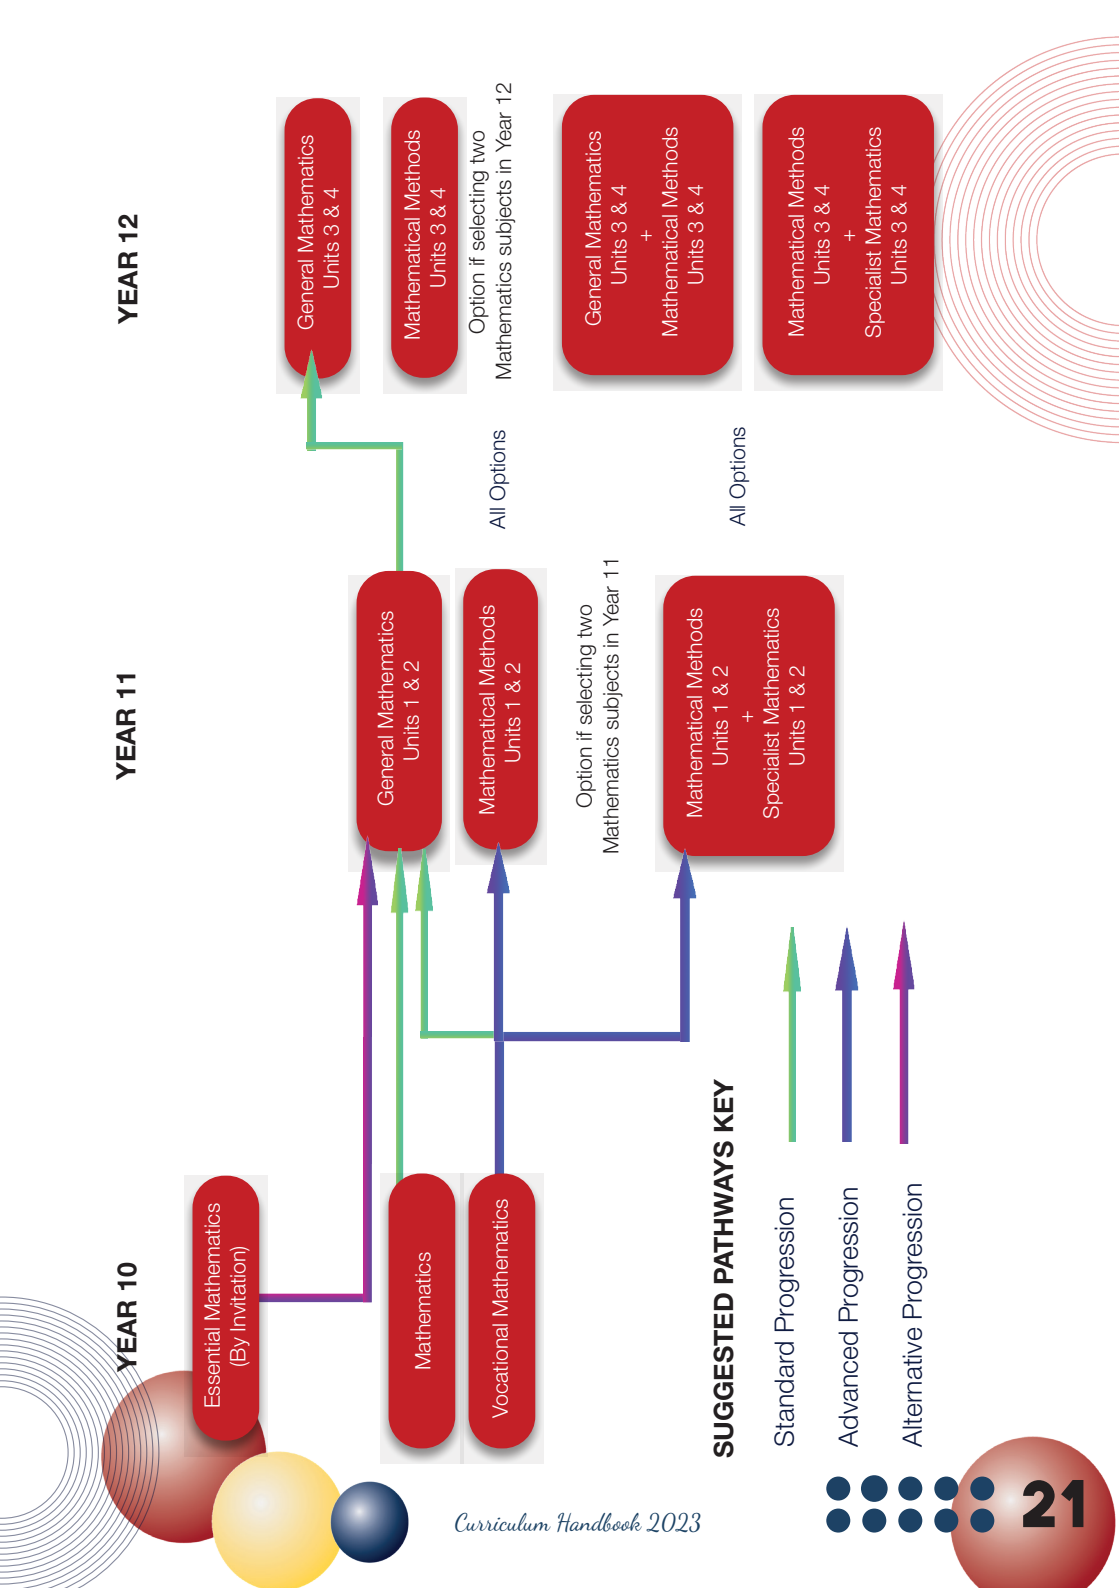 YEAR 10
YEAR 11
YEAR 12
Essential Mathematics
(By Invitation)
Mathematics
Vocational Mathematics
General Mathematics
Units 1 & 2
Mathematical Methods
Units 1 & 2
Option if selecting two
Mathematics subjects in Year 11
Mathematical Methods
Units 1 & 2
+
Specialist Mathematics
Units 1 & 2
All Options
All Options
General Mathematics
Units 3 & 4
Mathematical Methods
Units 3 & 4
Option if selecting two
Mathematics subjects in Year 12
General Mathematics
Units 3 & 4
+
Mathematical Methods
Units 3 & 4
Mathematical Methods
Units 3 & 4
+
Specialist Mathematics
Units 3 & 4
SUGGESTED PATHWAYS KEY
Standard Progression
Advanced Progression
Alternative Progression
Curriculum Handbook 2023
21